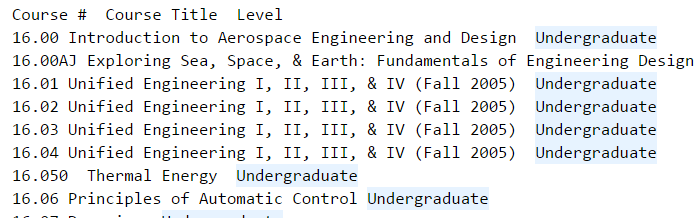 Course #  Course Title  Level
16.00 Introduction to Aerospace Engineering and Design  Undergraduate
16.00AJ Exploring Sea, Space, & Earth: Fundamentals of Engineering Design
16.01 Unified Engineering I, II, III, & IV (Fall 2005)  Undergraduate
16.02 Unified Engineering I, II, III, & IV (Fall 2005)  Undergraduate
16.03 Unified Engineering I, II, III, & IV (Fall 2005)  Undergraduate
16.04 Unified Engineering I, II, III, & IV (Fall 2005)  Undergraduate
16.050  Thermal Energy  Undergraduate
16.06 Principles of Automatic Control Undergraduate